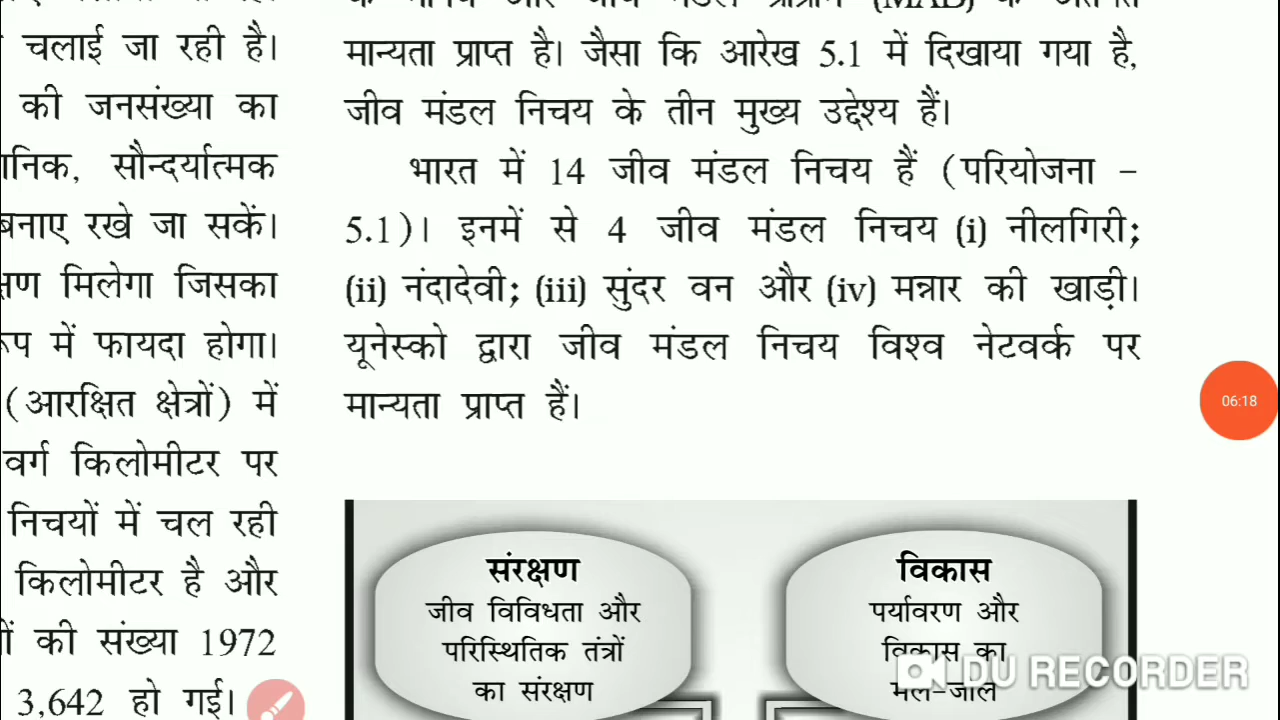 चलाई जा रही है।
की जनसंख्या का
सौन्दर्यात्मक
बनाए रखे जा सकें।
मिलेगा जिसका
में फायदा होगा।
(आरक्षित क्षेत्रों) में
वर्ग किलोमीटर पर
निचयों में चल रही
किलोमीटर है और
की संख्या 1972
3,642 हो गई।
मान्यता प्राप्त है। जैसा कि आरेख 5.1 में दिखाया गया है,
जीव मंडल निचय के तीन मुख्य उद्देश्य हैं।
भारत में 14 जीव मंडल निचय हैं (परियोजना –
5.1)। इनमें से 4 जीव मंडल निचय (i) नीलगिरी;
(ii) नंदादेवी; (iii) सुंदर वन और (iv) मन्नार की खाड़ी।
यूनेस्को द्वारा जीव मंडल निचय विश्व नेटवर्क पर
मान्यता प्राप्त हैं।
संरक्षण
जीव विविधता और
परिस्थितिक तंत्रों
का संरक्षण
विकास
पर्यावरण और
विकास का
मेल-जोल
06:18
DU RECORDER